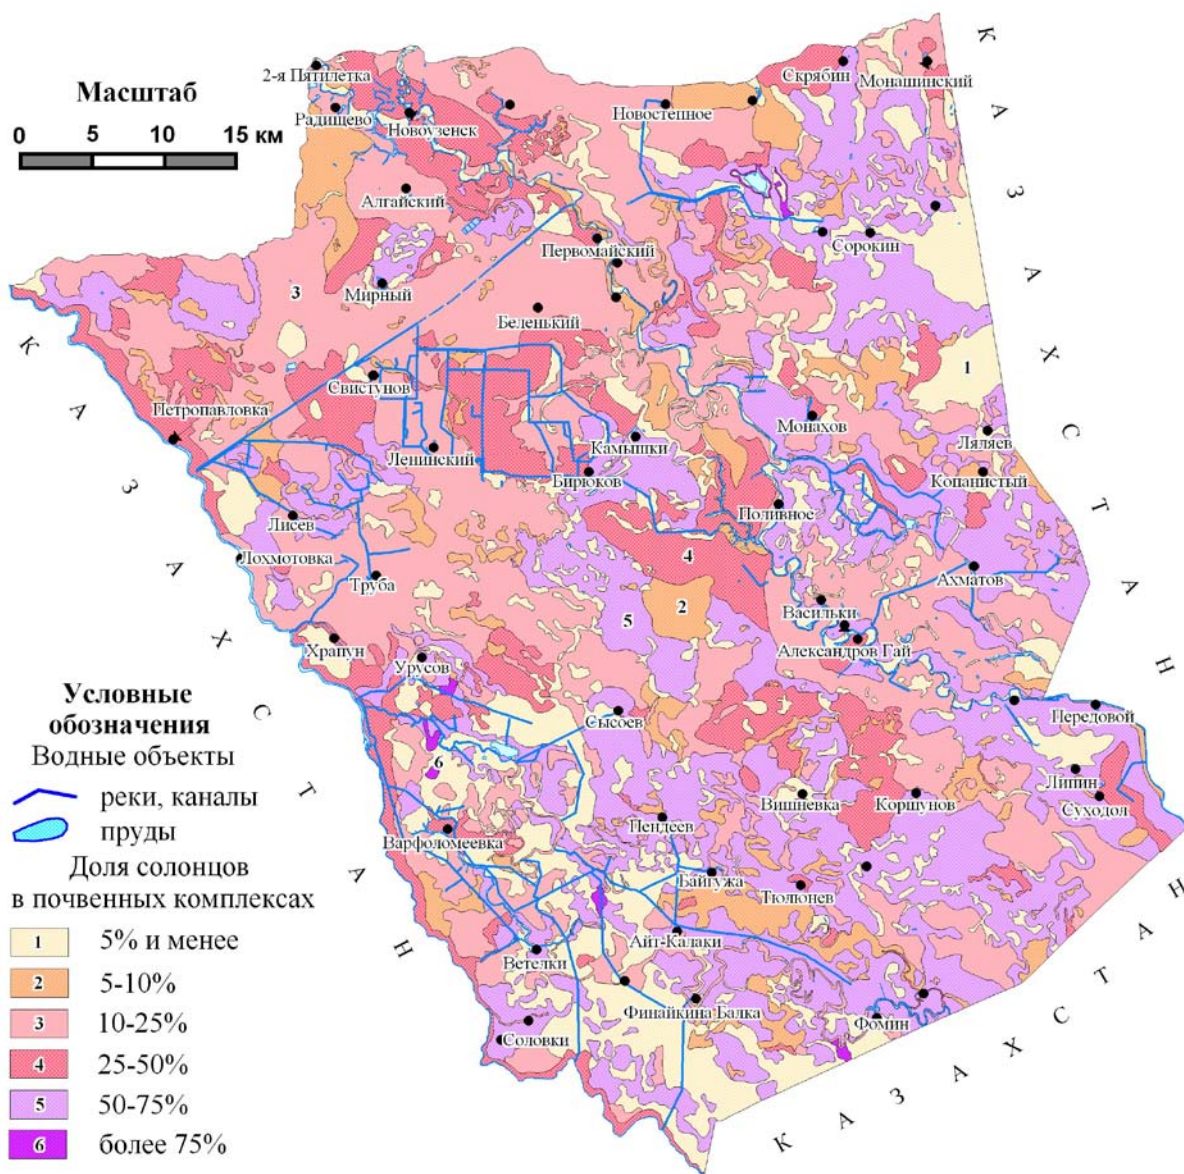 Масштаб
0 5 10 15 км
2-я Пятилетка
Радищево
Новоузенск
Новостепное
Скрябин
Монашинский
Алгайский
Первомайский
Сорокин
Мирный
3
Беленький
КАЗАХСТАН
Свистунов
1
Петропавловка
Монахов
Ляляев
Камышки
Ленинский
Бирюков
Копанистый
Лисев
Поливное
Лохмотовка
4
Труба
Ахматов
2
5
Васильки
Александров Гай
Храпун
Урусов
Сысоев
Передовой
6
Липин
Вишневка
Коршунов
Суходол
Пендеев
Варфоломеевка
Байгужа
Тюлюнев
Айт-Калаки
Ветелки
Финайкина Балка
Фомин
Соловки
КАЗАХСТАН
КАЗАХСТАН
Условные
обозначения
Водные объекты
реки, каналы
пруды
Доля солонцов
в почвенных комплексах
1 5% и менее
2 5-10%
3 10-25%
4 25-50%
5 50-75%
6 более 75%